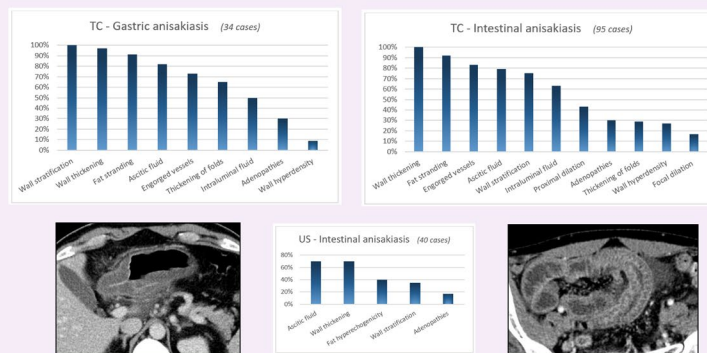 TC - Gastric anisakiasis (34 cases)
100%
90%
80%
70%
60%
50%
40%
30%
20%
10%
0%
Wall stratification
Wall thickening
Fat stranding
Ascitic fluid
Engorged vessels
Thickening of folds
Intraluminal fluid
Adenopathies
Wall hyperdensity
TC - Intestinal anisakiasis (95 cases)
100%
90%
80%
70%
60%
50%
40%
30%
20%
10%
0%
Wall thickening
Fat stranding
Engorged vessels
Ascitic fluid
Wall stratification
Intraluminal fluid
Proximal dilation
Adenopathies
Thickening of folds
Wall hyperdensity
Focal dilation
US - Intestinal anisakiasis (40 cases)
80%
60%
40%
20%
0%
Ascitic fluid
Wall thickening
Fat hyperechogenicity
Wall stratification
Adenopathies